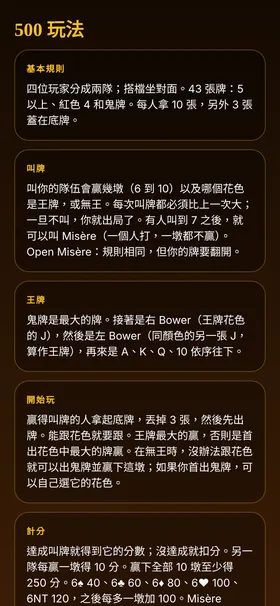 500 玩法
基本規則
四位玩家分成兩隊；搭檔坐對面。43 張牌：5
以上、紅色 4 和鬼牌。每人拿 10 張，另外 3 張
蓋在底牌。
叫牌
叫你的隊伍會贏幾墩（6 到 10）以及哪個花色
是王牌，或無王。每次叫牌都必須比上一次大；
一旦不叫，你就出局了。有人叫到 7 之後，就
可以叫 Misère（一個人打，一墩都不贏）。
Open Misère：規則相同，但你的牌要翻開。
王牌
鬼牌是最大的牌。接著是右 Bower（王牌花色
的 J），然後是左 Bower（同顏色的另一張 J，
算作王牌），再來是 A、K、Q、10 依序往下。
開始玩
贏得叫牌的人拿起底牌，丟掉 3 張，然後先出
牌。能跟花色就要跟。王牌最大的贏，否則是首
出花色中最大的牌贏。在無王時，沒辦法跟花色
就可以出鬼牌並贏下這墩；如果你首出鬼牌，可
以自己選它的花色。
計分
達成叫牌就得到它的分數；沒達成就扣分。另一
隊每贏一墩得 10 分。贏下全部 10 墩至少得
250 分。6♠ 40、6♣ 60、6♦ 80、6♥ 100、
6NT 120，之後每多一墩加 100。Misère